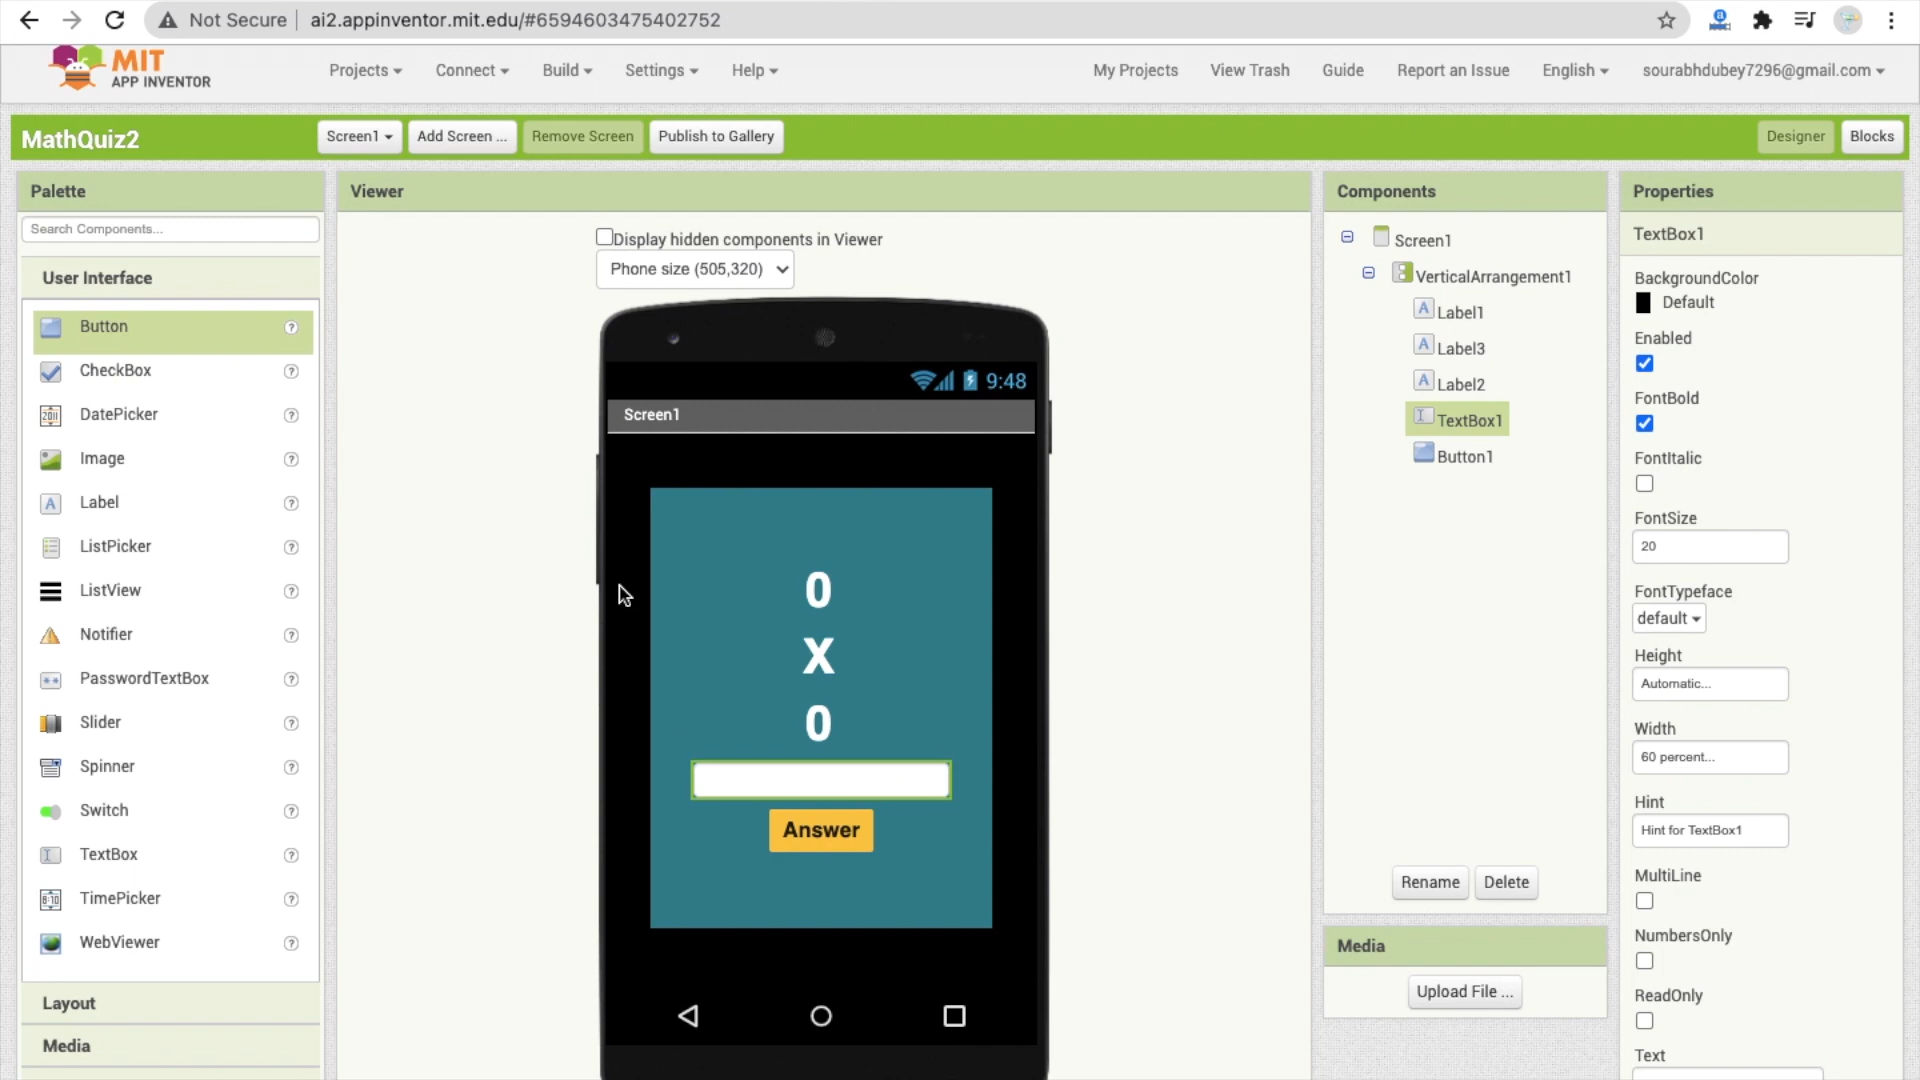 Not Secure ai2.appinventor.mit.edu/#6594603475402752
MIT
APP INVENTOR
Projects Connect Build Settings Help My Projects View Trash Guide Report an Issue English sourabhdubey7296@gmail.com
MathQuiz2 Screen1 Add Screen ... Remove Screen Publish to Gallery Designer Blocks
Palette
Search Components...
User Interface
Button
CheckBox
DatePicker
Image
Label
ListPicker
ListView
Notifier
PasswordTextBox
Slider
Spinner
Switch
TextBox
TimePicker
WebViewer
Layout
Media
Viewer
Display hidden components in Viewer
Phone size (505,320)
9:48
Screen1
0
X
0
Answer
Components
Screen1
VerticalArrangement1
Label1
Label3
Label2
TextBox1
Button1
Rename Delete
Media
Upload File ...
Properties
TextBox1
BackgroundColor
Default
Enabled
FontBold
FontItalic
FontSize
20
FontTypeface
default
Height
Automatic...
Width
60 percent...
Hint
Hint for TextBox1
MultiLine
NumbersOnly
ReadOnly
Text